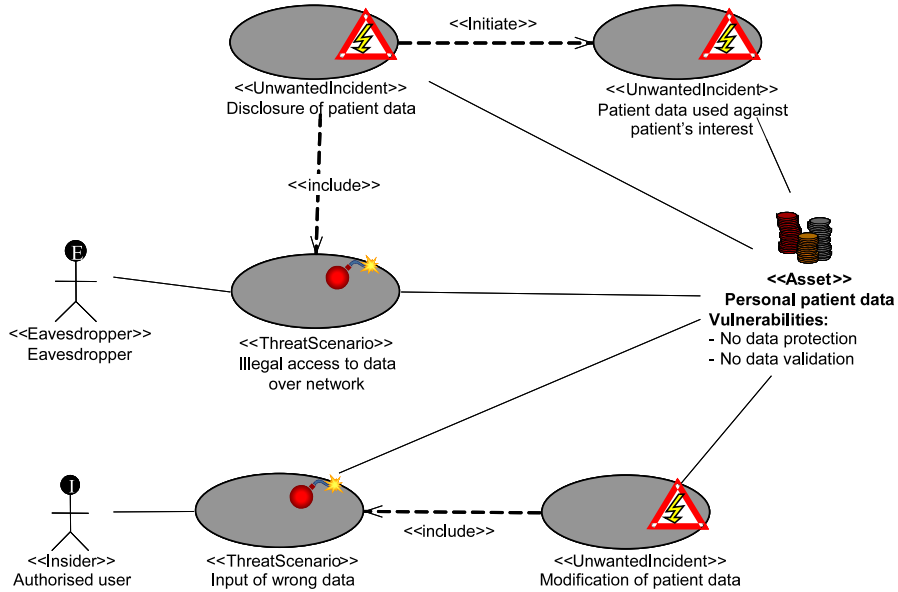 <<Initiate>>
<<UnwantedIncident>>
Disclosure of patient data
<<UnwantedIncident>>
Patient data used against
patient's interest
<<include>>
E
<<Eavesdropper>>
Eavesdropper
<<ThreatScenario>>
Illegal access to data
over network
<<Asset>>
Personal patient data
Vulnerabilities:
- No data protection
- No data validation
I
<<Insider>>
Authorised user
<<ThreatScenario>>
Input of wrong data
<<include>>
<<UnwantedIncident>>
Modification of patient data